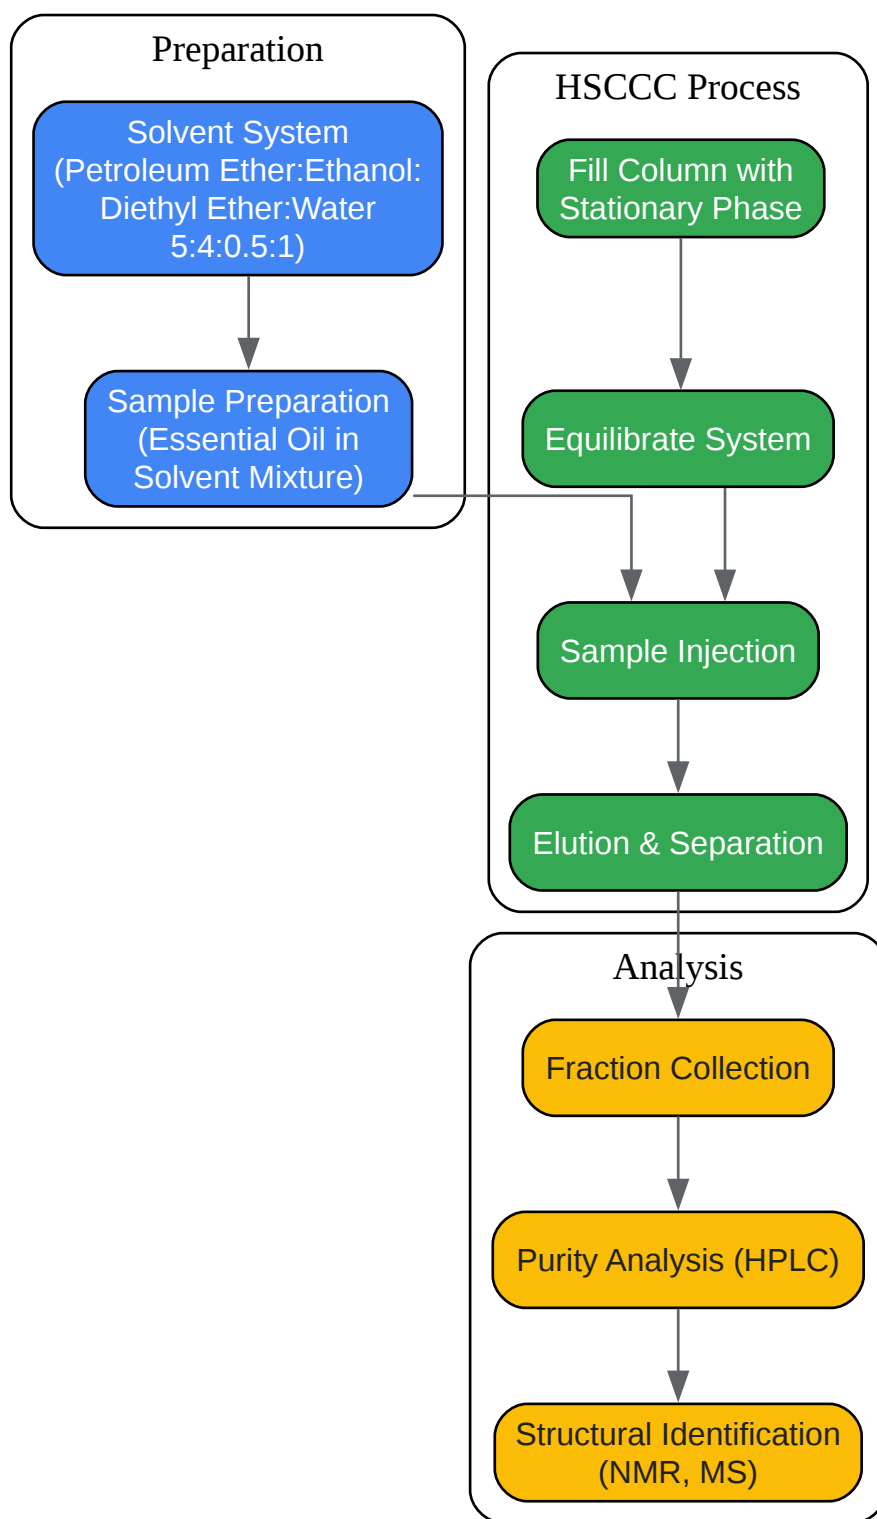 Preparation
Solvent System
(Petroleum Ether:Ethanol:
Diethyl Ether:Water
5:4:0.5:1)
Sample Preparation
(Essential Oil in
Solvent Mixture)
HSCCC Process
Fill Column with
Stationary Phase
Equilibrate System
Sample Injection
Elution & Separation
Analysis
Fraction Collection
Purity Analysis (HPLC)
Structural Identification
(NMR, MS)